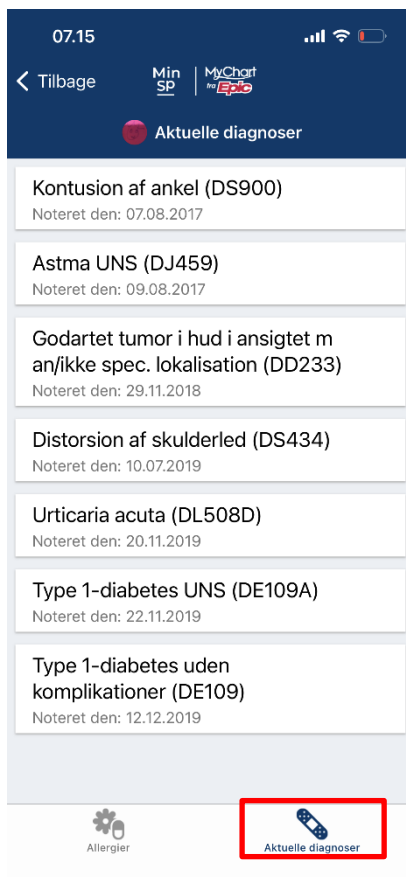 07.15
Tilbage
Min
SP
MyChart
fra Epic
Aktuelle diagnoser
Kontusion af ankel (DS900)
Noteret den: 07.08.2017
Astma UNS (DJ459)
Noteret den: 09.08.2017
Godartet tumor i hud i ansigtet m
an/ikke spec. lokalisation (DD233)
Noteret den: 29.11.2018
Distorsion af skulderled (DS434)
Noteret den: 10.07.2019
Urticaria acuta (DL508D)
Noteret den: 20.11.2019
Type 1-diabetes UNS (DE109A)
Noteret den: 22.11.2019
Type 1-diabetes uden
komplikationer (DE109)
Noteret den: 12.12.2019
Allergier
Aktuelle diagnoser